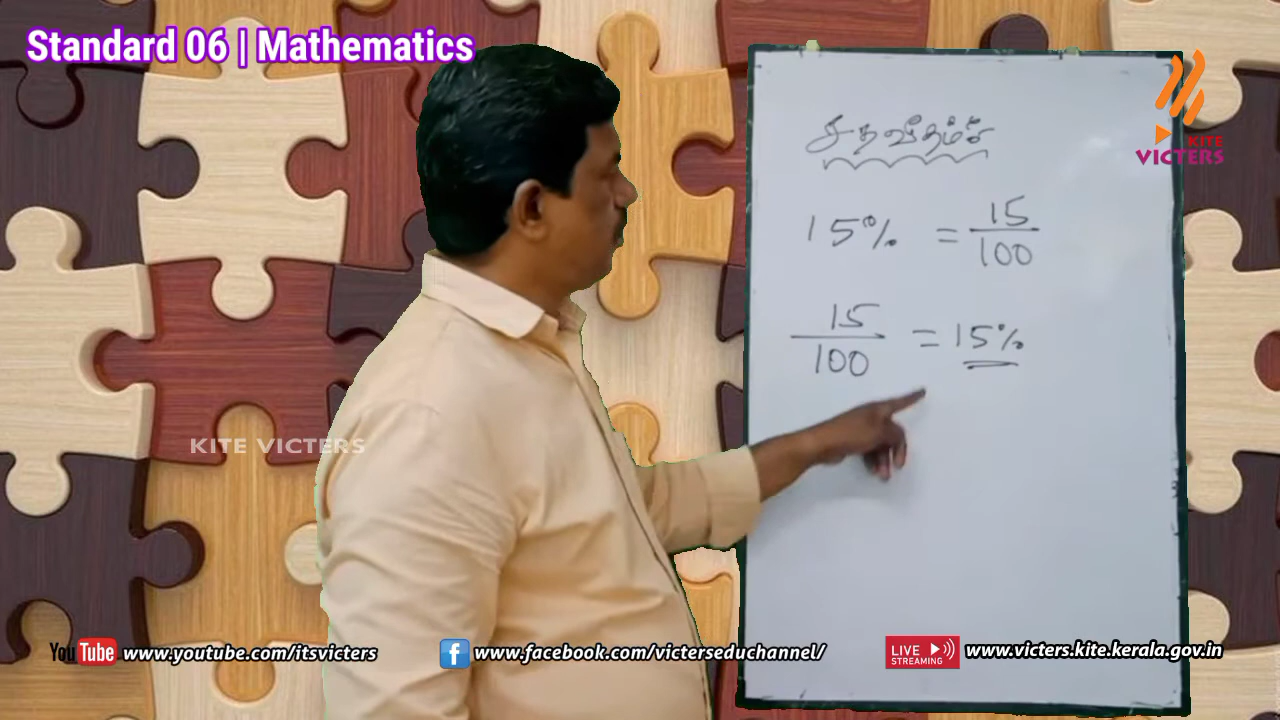 Standard 06 | Mathematics
சதவீதம்
KITE
VICTERS
15% = 15/100
15/100 = 15%
KITE VICTERS
YouTube www.youtube.com/itsvicters
f www.facebook.com/victerseduchannel/
LIVE STREAMING www.victers.kite.kerala.gov.in